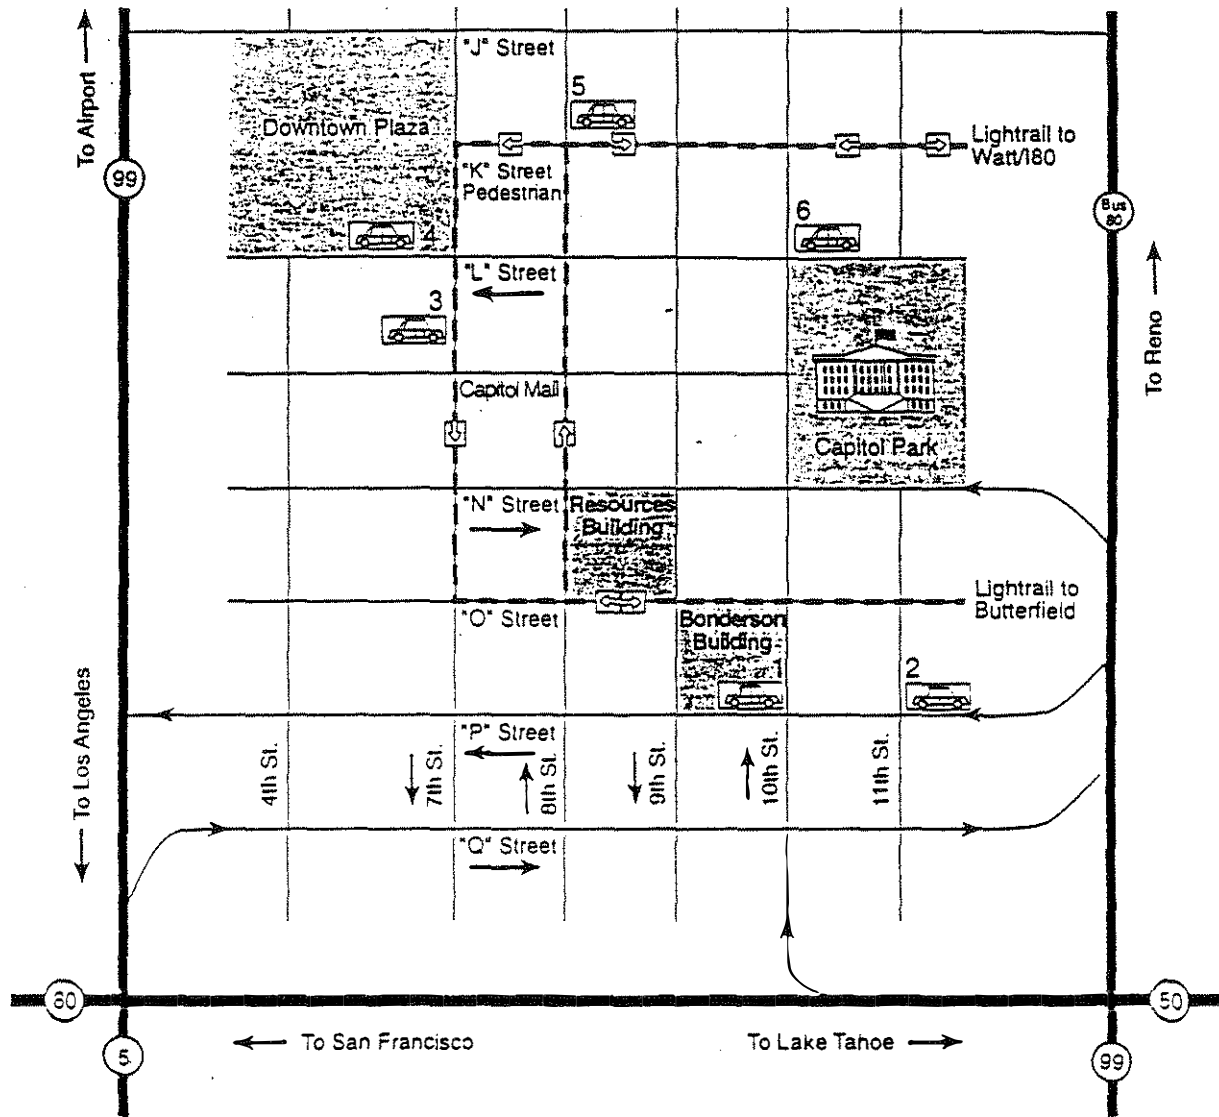 To Airport
"J" Street
5
Downtown Plaza
Lightrail to
Watt/I80
"K" Street
Pedestrian
99
Bus
80
6
4
"L" Street
3
To Reno
Capitol Mall
Capitol Park
"N" Street
Resources
Building
Lightrail to
Butterfield
"O" Street
Bonderson
Building
1
2
To Los Angeles
"P" Street
4th St.
7th St.
8th St.
9th St.
10th St.
11th St.
"Q" Street
80
50
To San Francisco
To Lake Tahoe
5
99